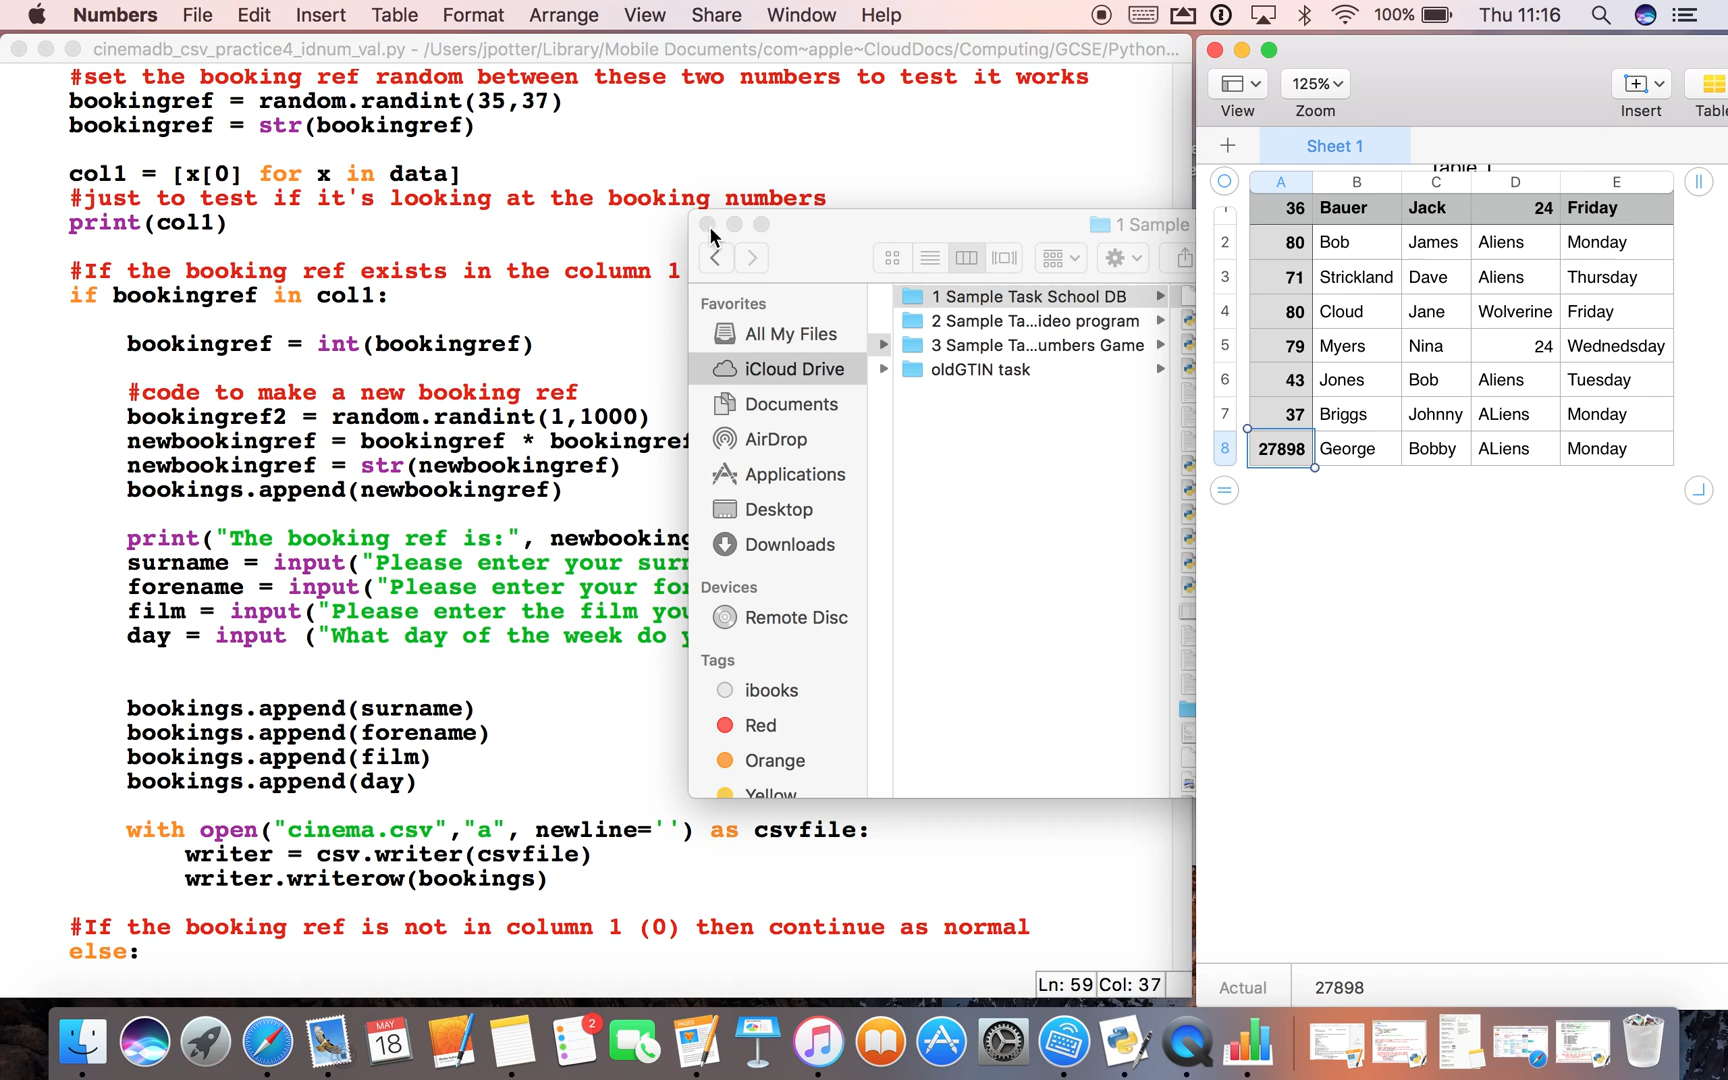 Numbers File Edit Insert Table Format Arrange View Share Window Help 100% Thu 11:16
cinemadb_csv_practice4_idnum_val.py - /Users/jpotter/Library/Mobile Documents/com~apple~CloudDocs/Computing/GCSE/Python...
#set the booking ref random between these two numbers to test it works
bookingref = random.randint(35,37)
bookingref = str(bookingref)
col1 = [x[0] for x in data]
#just to test if it's looking at the booking numbers
print(col1)
#If the booking ref exists in the column 1
if bookingref in col1:
bookingref = int(bookingref)
#code to make a new booking ref
bookingref2 = random.randint(1,1000)
newbookingref = bookingref * bookingref
newbookingref = str(newbookingref)
bookings.append(newbookingref)
print("The booking ref is:", newbooking
surname = input("Please enter your surn
forename = input("Please enter your for
film = input("Please enter the film you
day = input ("What day of the week do y
bookings.append(surname)
bookings.append(forename)
bookings.append(film)
bookings.append(day)
with open("cinema.csv","a", newline='') as csvfile:
writer = csv.writer(csvfile)
writer.writerow(bookings)
#If the booking ref is not in column 1 (0) then continue as normal
else:
Ln: 59 Col: 37
1 Sample
Favorites
All My Files
iCloud Drive
Documents
AirDrop
Applications
Desktop
Downloads
Devices
Remote Disc
Tags
ibooks
Red
Orange
Yellow
1 Sample Task School DB
2 Sample Ta...ideo program
3 Sample Ta...umbers Game
oldGTIN task
125%
View Zoom Insert Table
Sheet 1
Table 1
A B C D E
1 36 Bauer Jack 24 Friday
2 80 Bob James Aliens Monday
3 71 Strickland Dave Aliens Thursday
4 80 Cloud Jane Wolverine Friday
5 79 Myers Nina 24 Wednedsday
6 43 Jones Bob Aliens Tuesday
7 37 Briggs Johnny ALiens Monday
8 27898 George Bobby ALiens Monday
Actual 27898
MAY
18
2
PAGES